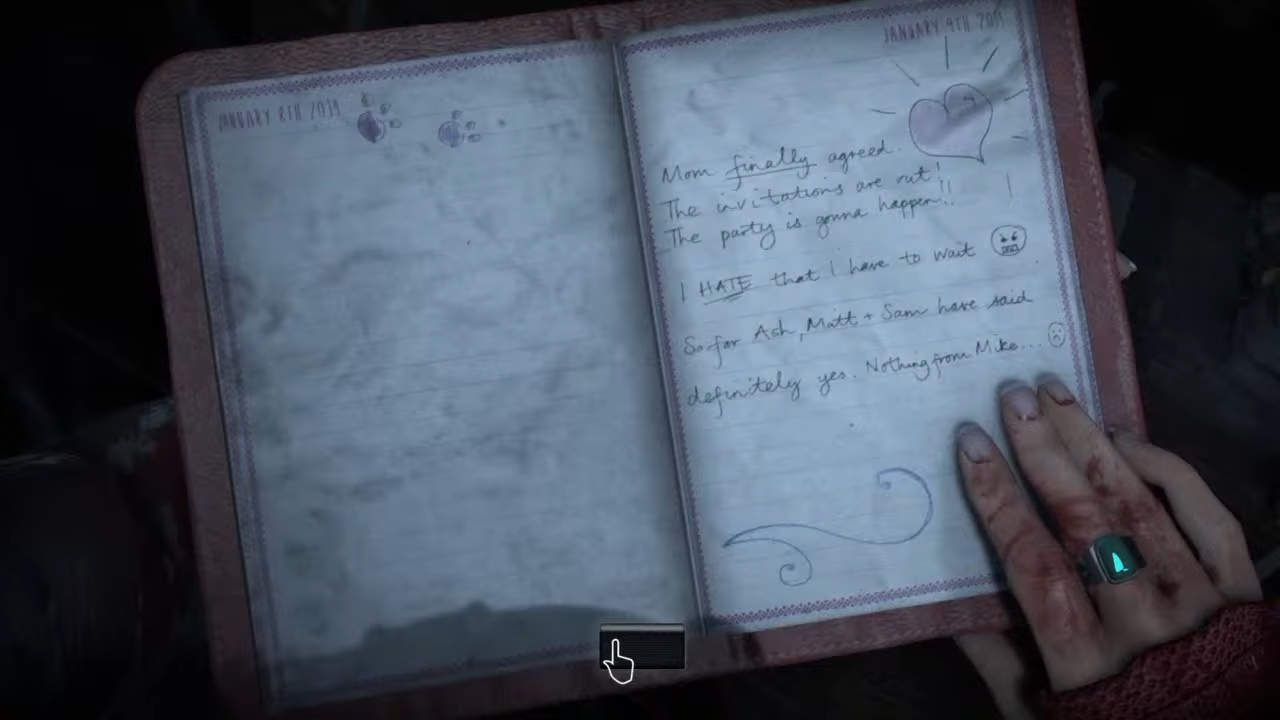 JANUARY 8TH 2014
JANUARY 9TH 2014
Mom finally agreed.
The invitations are out!
The party is gonna happen!!!
I HATE that I have to wait
So far Ash, Matt + Sam have said
definitely yes. Nothing from Mike...